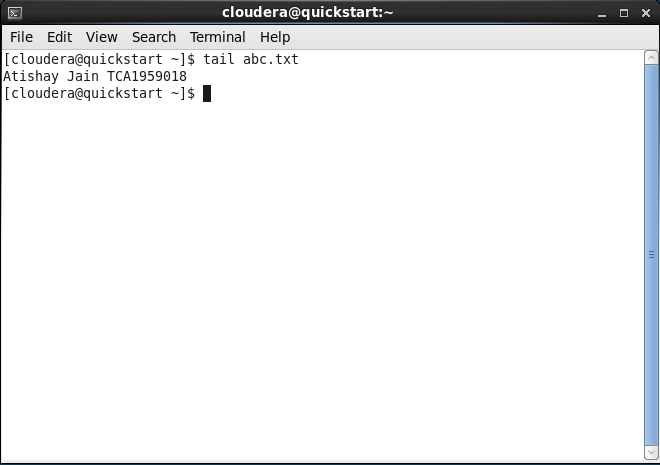 cloudera@quickstart:~
File Edit View Search Terminal Help
[cloudera@quickstart ~]$ tail abc.txt
Atishay Jain TCA1959018
[cloudera@quickstart ~]$